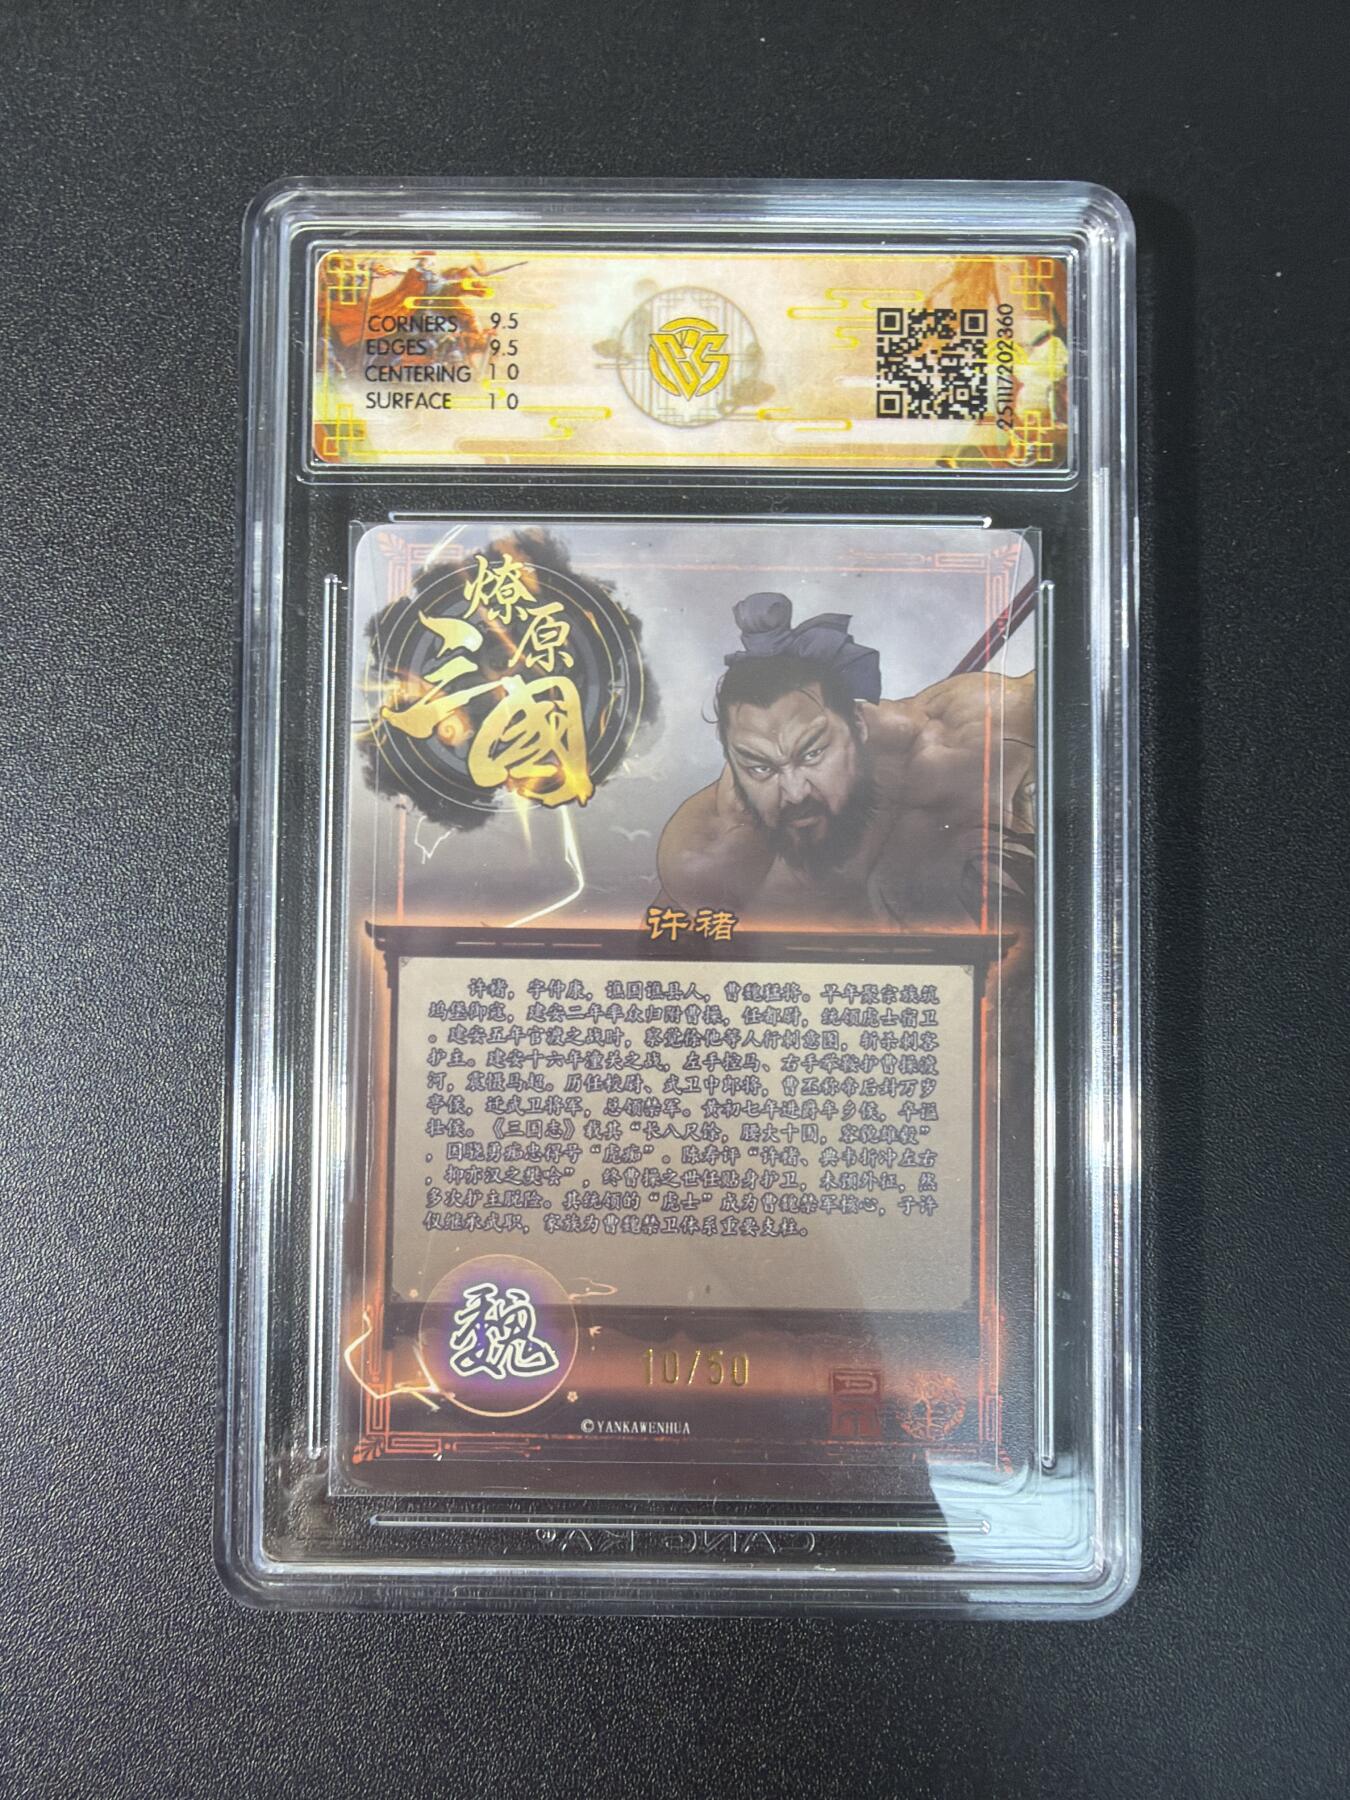 CORNERS 9.5
EDGES 9.5
CENTERING 10
SURFACE 10
251117202360
燎原
三國
许褚
许褚，字仲康，谯国谯县人，曹魏猛将。早年聚宗族筑
坞堡御寇，建安二年率众归附曹操，任都尉，统领虎士宿卫
。建安五年官渡之战时，察觉徐他等人行刺意图，斩杀刺客
护主。建安十六年潼关之战，左手控马、右手举鞍护曹操渡
河，震慑马超。历任校尉、武卫中郎将，曹丕称帝后封万岁
亭侯，迁武卫将军，总领禁军。黄初七年进爵牟乡侯，卒谥
壮侯。《三国志》载其“长八尺馀，腰大十围，容貌雄毅”
，因骁勇痴忠得号“虎痴”。陈寿评“许褚、典韦折冲左右
，抑亦汉之樊哙”，终曹操之世任贴身护卫，未预外征，然
多次护主脱险。其统领的“虎士”成为曹魏禁军核心，子许
仪继承武职，家族为曹魏禁卫体系重要支柱。
魏
10/50
©YANKAWENHUA